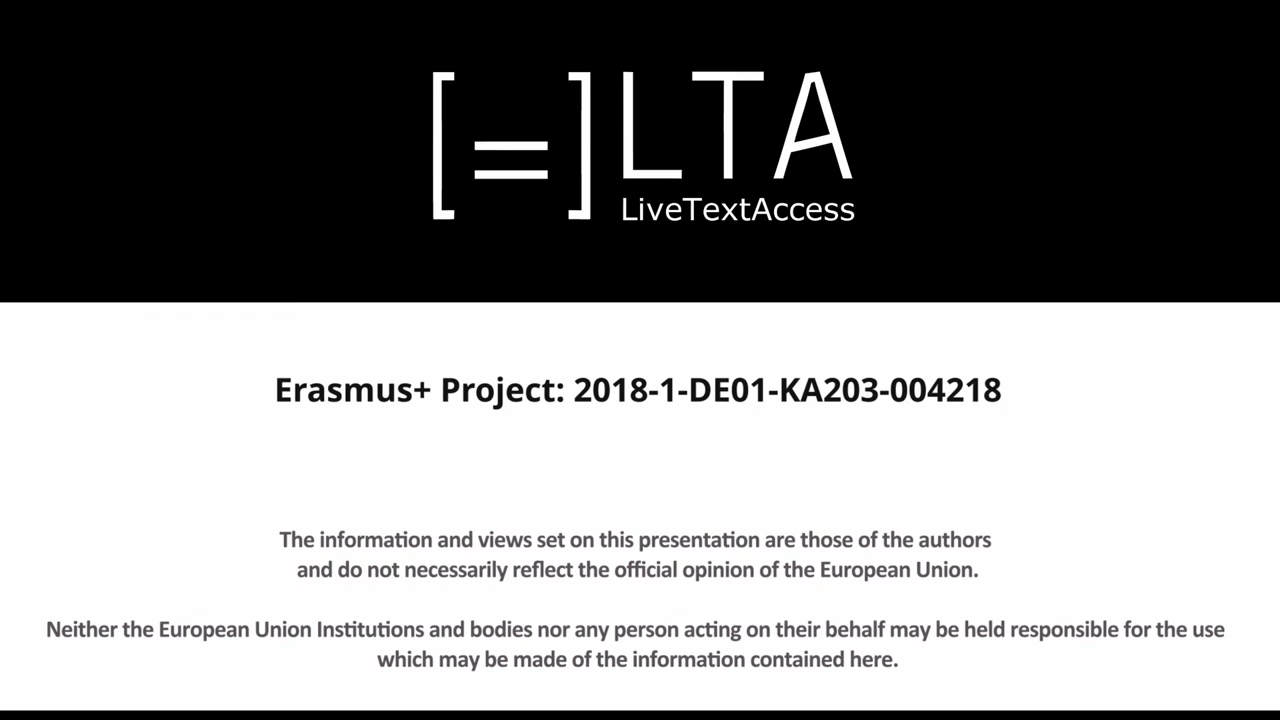 [=] LTA
LiveTextAccess
Erasmus+ Project: 2018-1-DE01-KA203-004218
The information and views set on this presentation are those of the authors
and do not necessarily reflect the official opinion of the European Union.
Neither the European Union Institutions and bodies nor any person acting on their behalf may be held responsible for the use
which may be made of the information contained here.